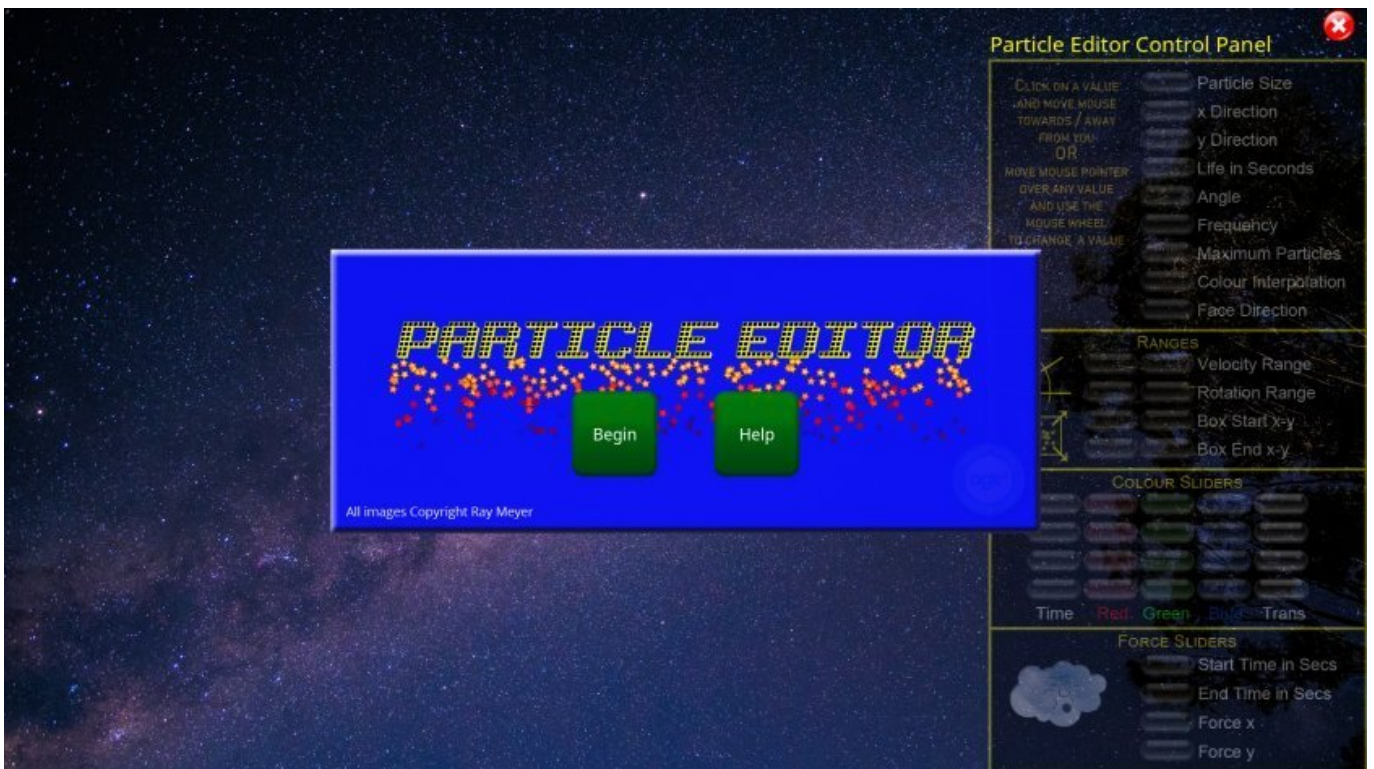 Particle Editor Control Panel
CLICK ON A VALUE
AND MOVE MOUSE
TOWARDS / AWAY
FROM YOU
OR
MOVE MOUSE POINTER
OVER ANY VALUE
AND USE THE
MOUSE WHEEL
TO CHANGE A VALUE
Particle Size
x Direction
y Direction
Life in Seconds
Angle
Frequency
Maximum Particles
Colour Interpolation
Face Direction
PARTICLE EDITOR
Begin Help
All images Copyright Ray Meyer
RANGES
Velocity Range
Rotation Range
Box Start x-y
Box End x-y
COLOUR SLIDERS
Time Red Green Blue Trans
FORCE SLIDERS
Start Time in Secs
End Time in Secs
Force x
Force y